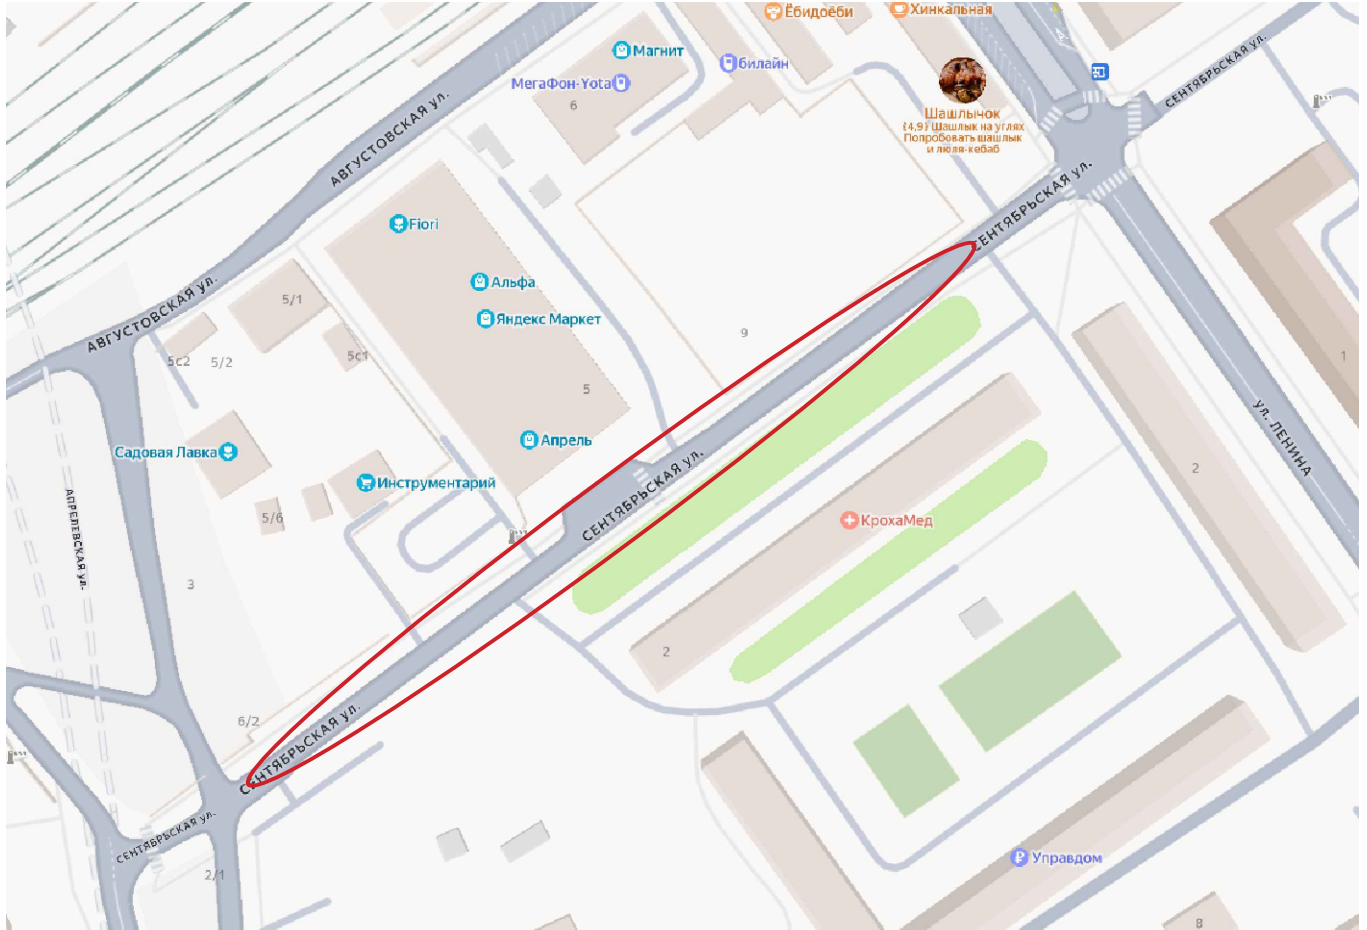 Ёбидоёби
Хинкальная
Магнит
билайн
МегаФон-Yota
6
СЕНТЯБРЬСКАЯ ул.
Шашлычок
(4,9) Шашлык на углях
Попробовать шашлык
и люля-кебаб
АВГУСТОВСКАЯ ул.
СЕНТЯБРЬСКАЯ ул.
Fiori
Альфа
Яндекс Маркет
5/1
АВГУСТОВСКАЯ ул.
9
5с2
5/2
5с1
1
5
ул. ЛЕНИНА
Апрель
Садовая Лавка
Инструментарий
2
СЕНТЯБРЬСКАЯ ул.
АПРЕЛЕВСКАЯ ул.
5/6
КрохаМед
3
2
6/2
СЕНТЯБРЬСКАЯ ул.
СЕНТЯБРЬСКАЯ ул.
Управдом
2/1
8